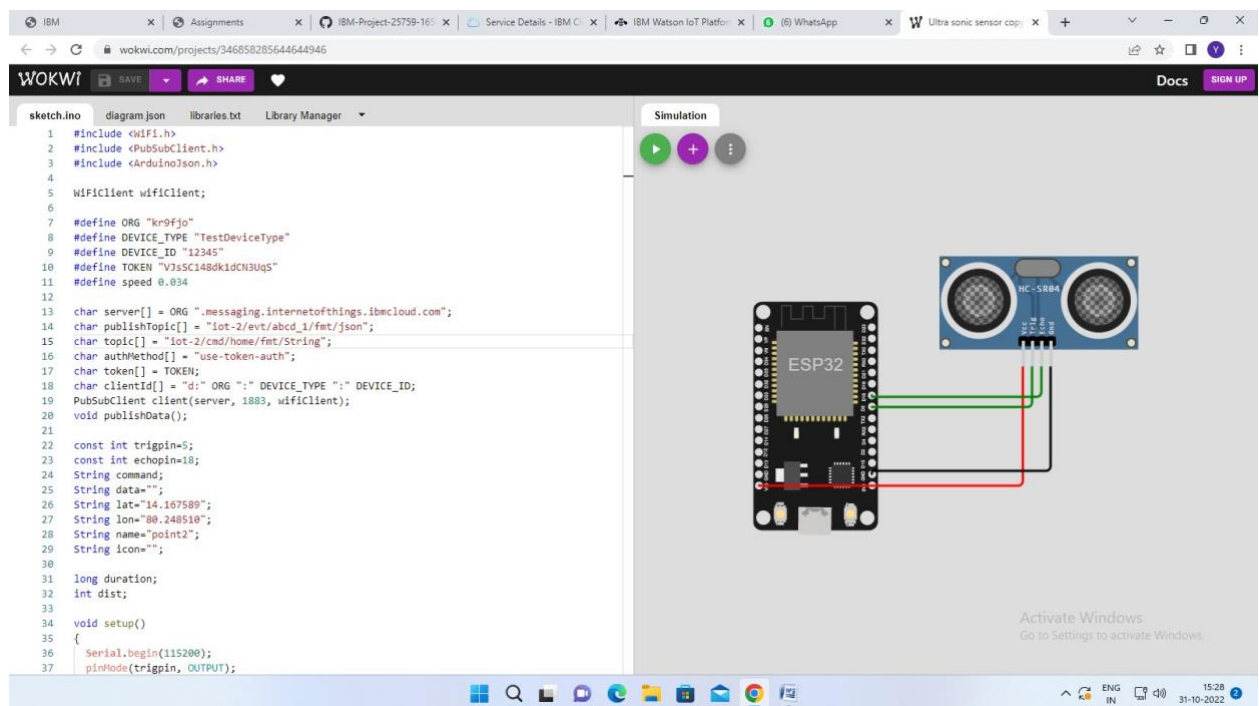 IBM
Assignments
IBM-Project-25759-165
Service Details - IBM Cl
IBM Watson IoT Platfor
(6) WhatsApp
Ultra sonic sensor copy
wokwi.com/projects/346858285644644946
Y
WOKWI
SAVE
SHARE
Docs
SIGN UP
sketch.ino
diagram.json
libraries.txt
Library Manager
Simulation
1 #include <WiFi.h>
2 #include <PubSubClient.h>
3 #include <ArduinoJson.h>
4
5 WiFiClient wifiClient;
6
7 #define ORG "kr9fjo"
8 #define DEVICE_TYPE "TestDeviceType"
9 #define DEVICE_ID "12345"
10 #define TOKEN "VJsSC148dk1dCN3UqS"
11 #define speed 0.034
12
13 char server[] = ORG ".messaging.internetofthings.ibmcloud.com";
14 char publishTopic[] = "iot-2/evt/abcd_1/fmt/json";
15 char topic[] = "iot-2/cmd/home/fmt/String";
16 char authMethod[] = "use-token-auth";
17 char token[] = TOKEN;
18 char clientId[] = "d:" ORG ":" DEVICE_TYPE ":" DEVICE_ID;
19 PubSubClient client(server, 1883, wifiClient);
20 void publishData();
21
22 const int trigpin=5;
23 const int echopin=18;
24 String command;
25 String data="";
26 String lat="14.167589";
27 String lon="80.248510";
28 String name="point2";
29 String icon="";
30
31 long duration;
32 int dist;
33
34 void setup()
35 {
36 Serial.begin(115200);
37 pinMode(trigpin, OUTPUT);
HC-SR04
Vcc
Trig
Echo
Gnd
ESP32
Activate Windows
Go to Settings to activate Windows.
ENG
IN
15:28
31-10-2022
2